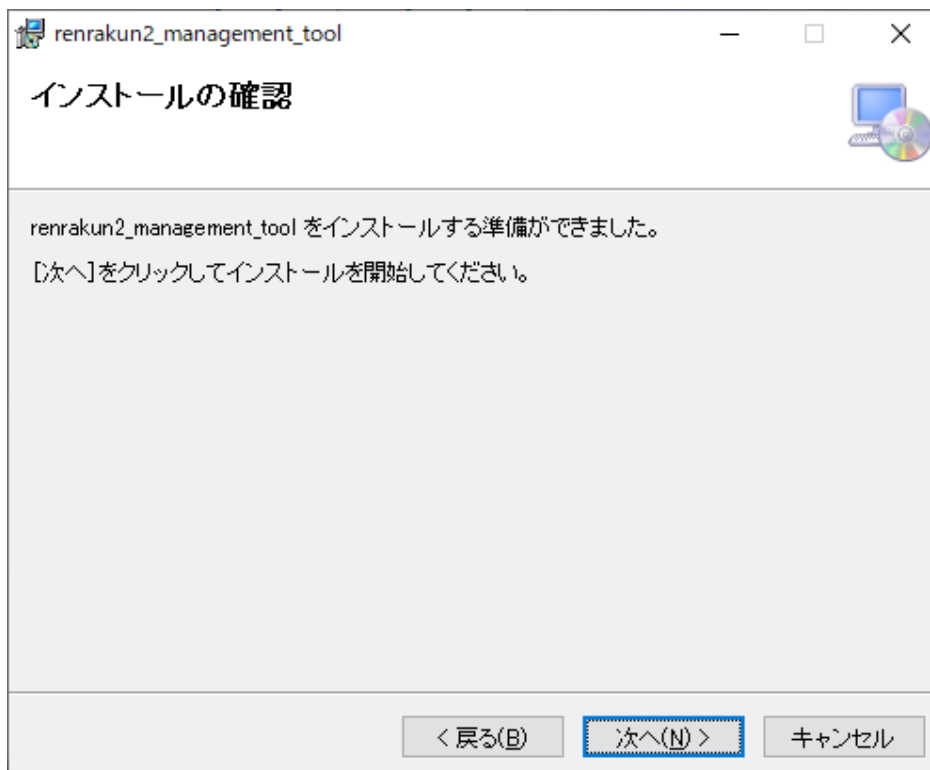 renrakun2_management_tool
インストールの確認
renrakun2_management_tool をインストールする準備ができました。
[次へ]をクリックしてインストールを開始してください。
< 戻る(B)
次へ(N) >
キャンセル